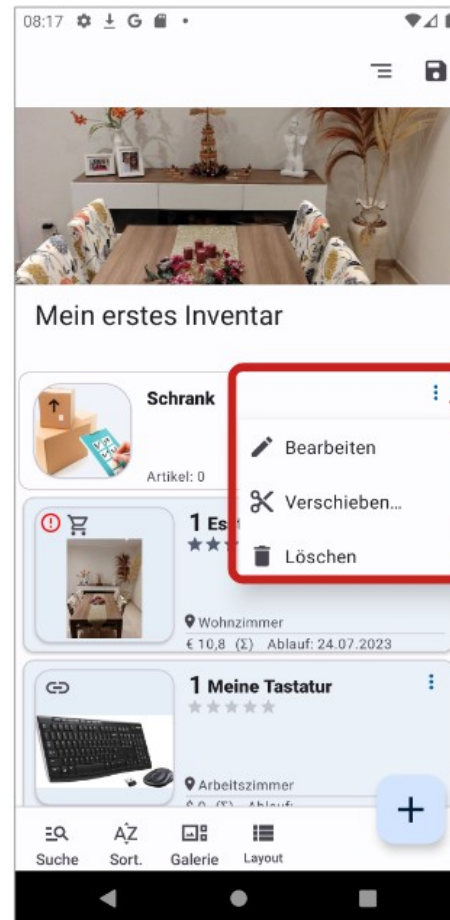 08:17 G
Mein erstes Inventar
Schrank
Artikel: 0
Bearbeiten
Verschieben...
Löschen
1
Wohnzimmer
€ 10,8 (Σ) Ablauf: 24.07.2023
1 Meine Tastatur
Arbeitszimmer
Suche
Sort.
Galerie
Layout